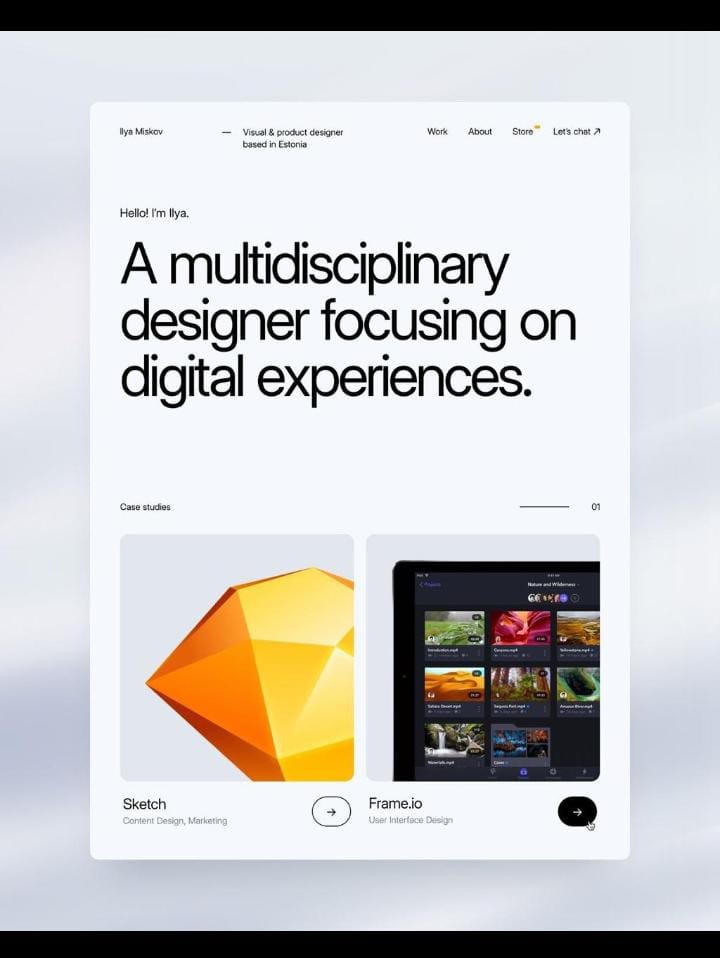 Ilya Miskov
— Visual & product designer
based in Estonia
Work
About
Store
Let's chat ↗
Hello! I'm Ilya.
A multidisciplinary
designer focusing on
digital experiences.
Case studies
01
Projects
Nature and Wilderness
Introduction.mp4
Canyons.mp4
Yellowstone.mp4
Sahara Desert.mp4
Sequoia Park.mp4
Amazon River.mp4
Waterfalls.mp4
Caves
Sketch
Content Design, Marketing
→
Frame.io
User Interface Design
→